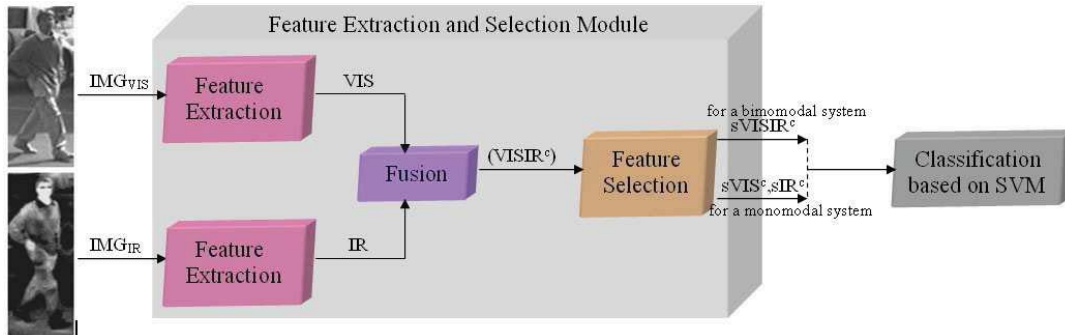 Feature Extraction and Selection Module
IMGVIS
Feature
Extraction
VIS
Fusion
(VISIRᶜ)
Feature
Selection
for a bimomodal system
sVISIRᶜ
sVISᶜ,sIRᶜ
for a monomodal system
Classification
based on SVM
IMGIR
Feature
Extraction
IR